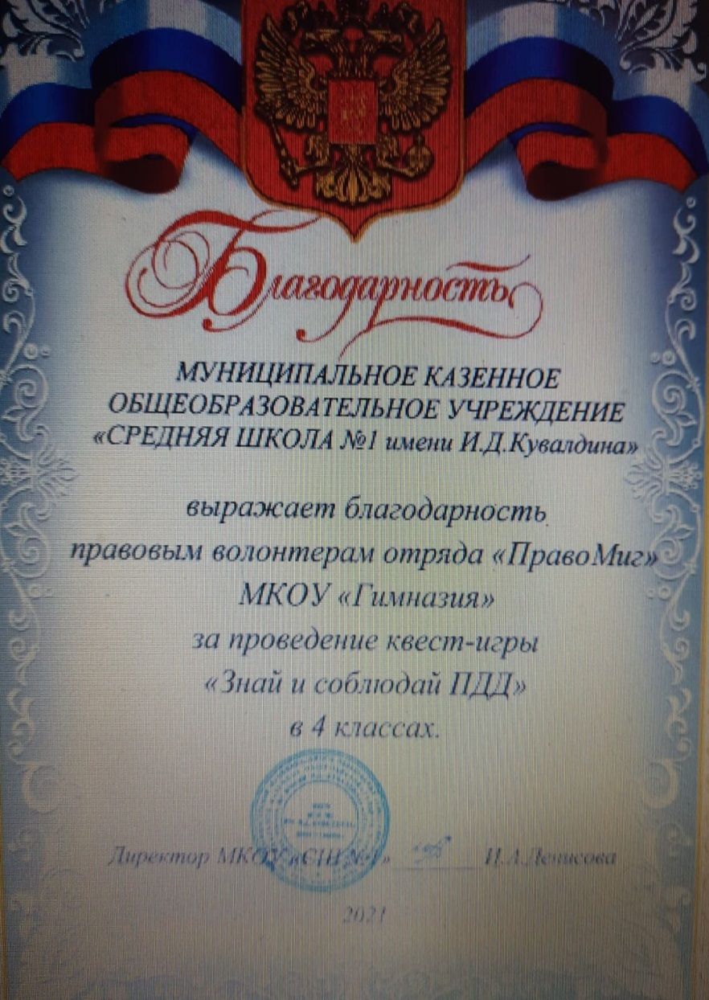 Благодарность
МУНИЦИПАЛЬНОЕ КАЗЕННОЕ
ОБЩЕОБРАЗОВАТЕЛЬНОЕ УЧРЕЖДЕНИЕ
«СРЕДНЯЯ ШКОЛА №1 имени И.Д.Кувалдина»
выражает благодарность
правовым волонтерам отряда «ПравоМиг»
МКОУ «Гимназия»
за проведение квест-игры
«Знай и соблюдай ПДД»
в 4 классах.
Директор МКОУ «СШ №1» Денисова
2021